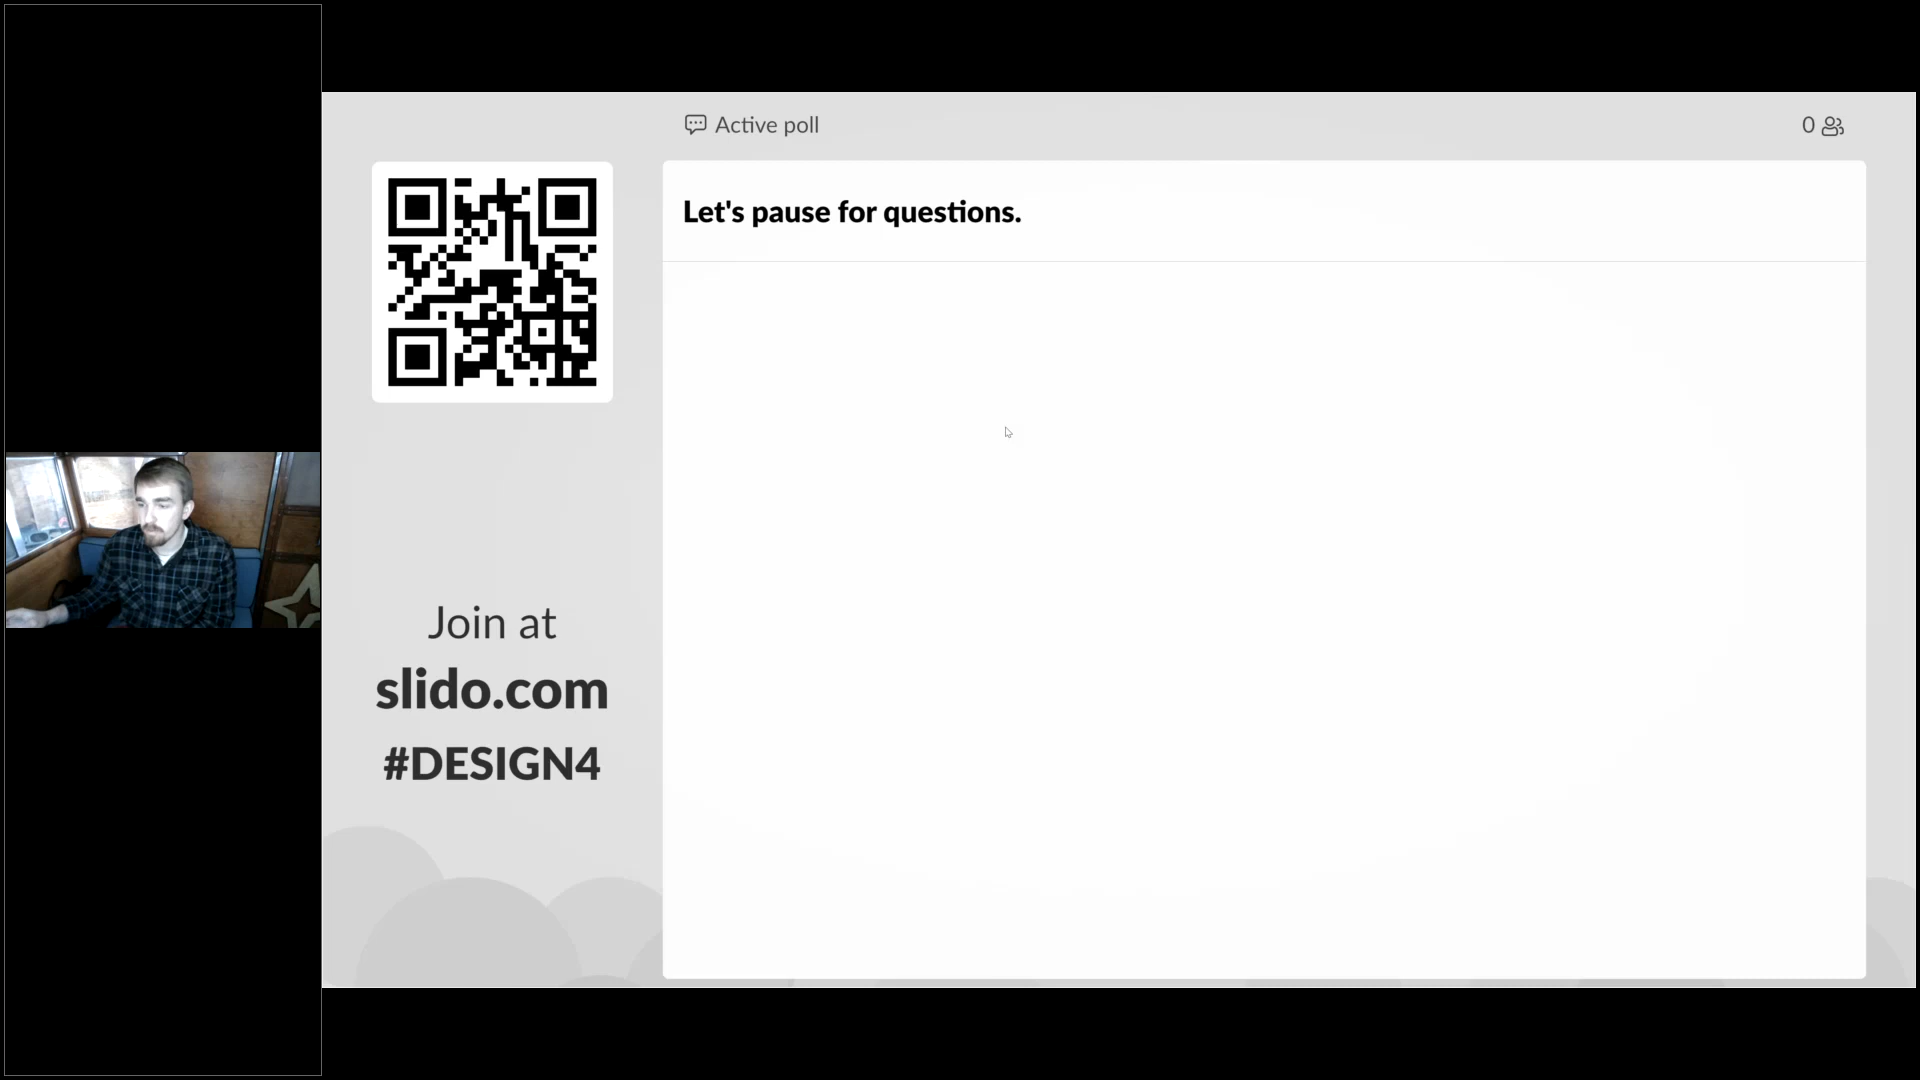 Active poll
0
Let's pause for questions.
Join at
slido.com
#DESIGN4